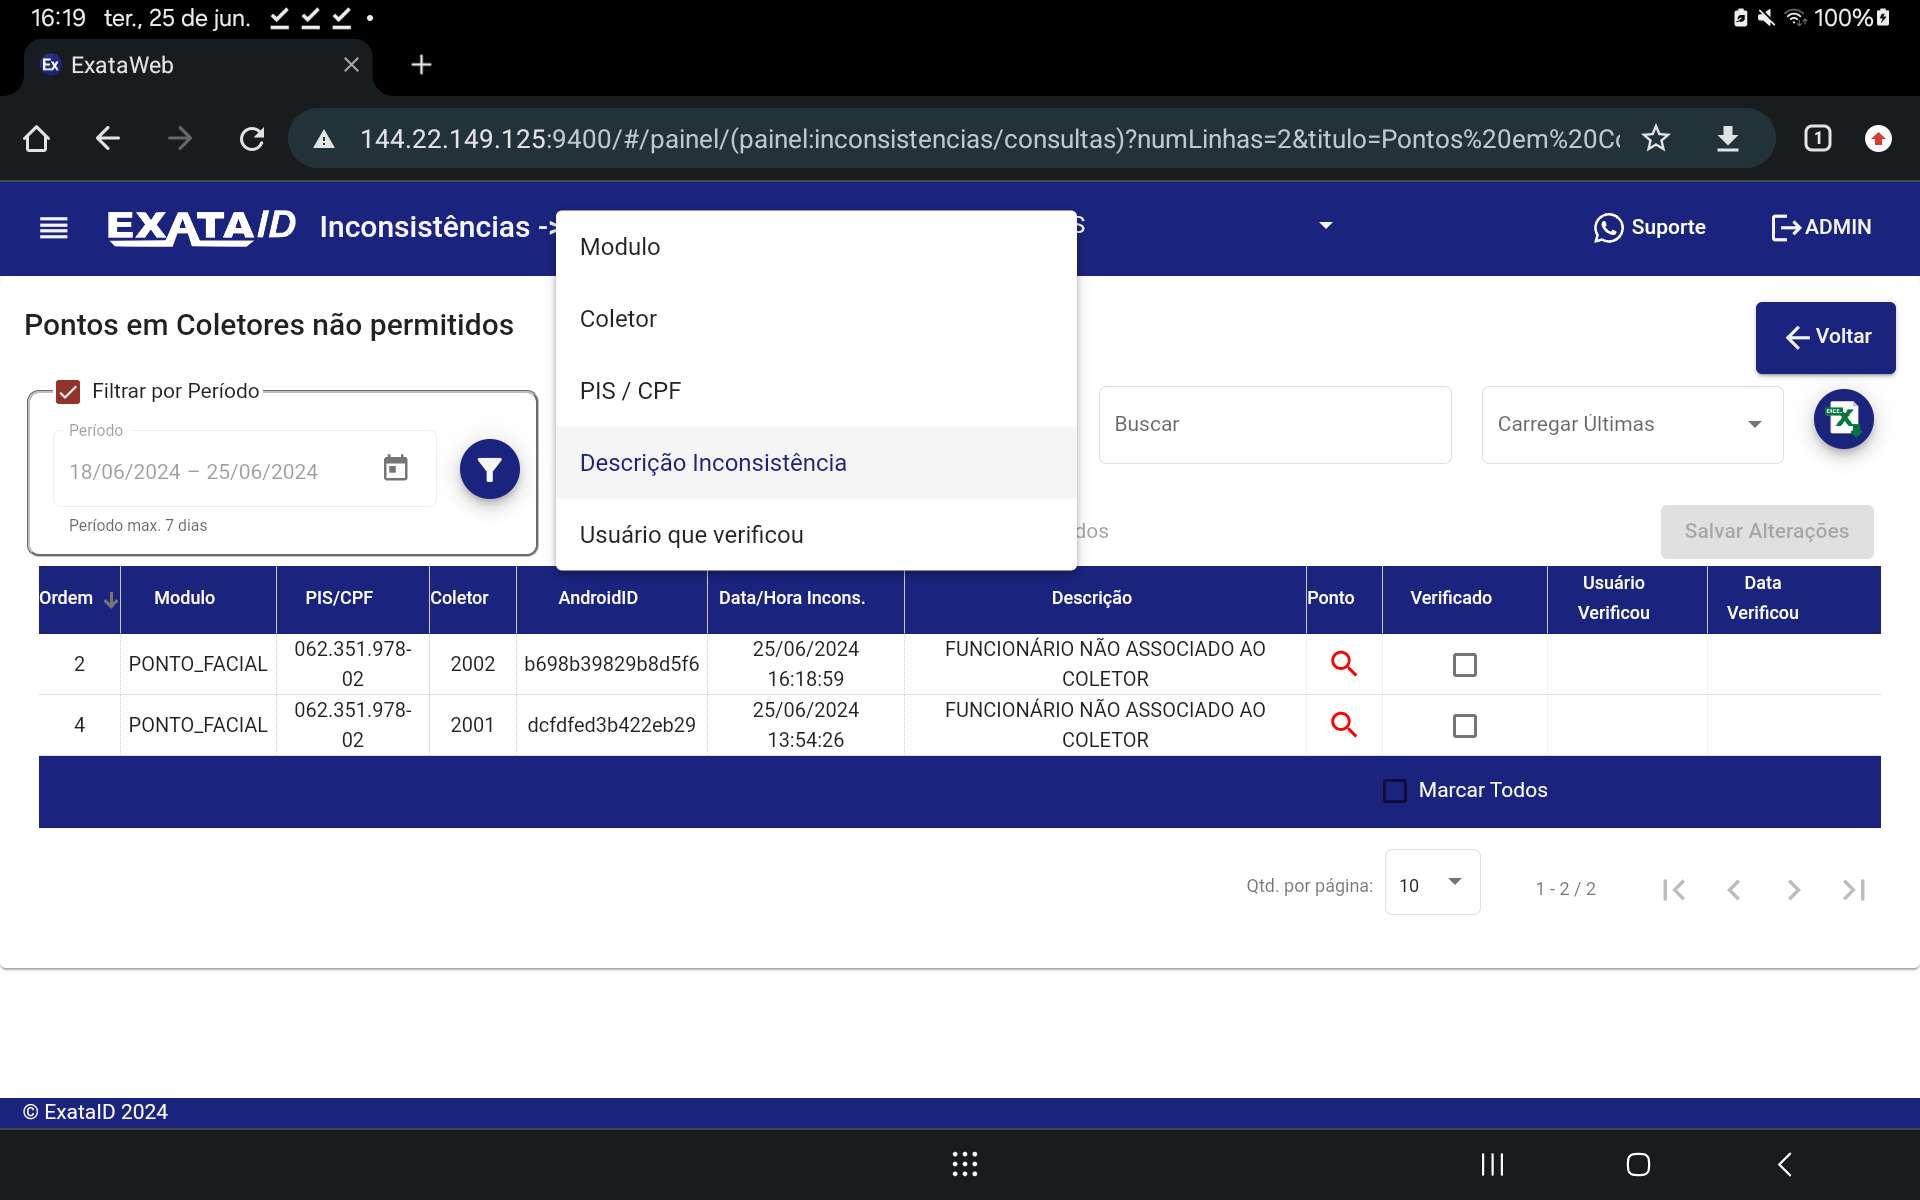 16:19 ter., 25 de jun.
100%
Ex ExataWeb
144.22.149.125:9400/#/painel/(painel:inconsistencias/consultas)?numLinhas=2&titulo=Pontos%20em%20Co
1
EXATAID Inconsistências -> S
Suporte
ADMIN
Modulo
Coletor
PIS / CPF
Descrição Inconsistência
Usuário que verificou
Pontos em Coletores não permitidos
Voltar
Filtrar por Período
Período
18/06/2024 – 25/06/2024
Período max. 7 dias
Buscar
Carregar Últimas
dos
Salvar Alterações
Ordem Modulo PIS/CPF Coletor AndroidID Data/Hora Incons. Descrição Ponto Verificado Usuário Verificou Data Verificou
2 PONTO_FACIAL 062.351.978-02 2002 b698b39829b8d5f6 25/06/2024 16:18:59 FUNCIONÁRIO NÃO ASSOCIADO AO COLETOR
4 PONTO_FACIAL 062.351.978-02 2001 dcfdfed3b422eb29 25/06/2024 13:54:26 FUNCIONÁRIO NÃO ASSOCIADO AO COLETOR
Marcar Todos
Qtd. por página: 10 1 - 2 / 2
© ExataID 2024